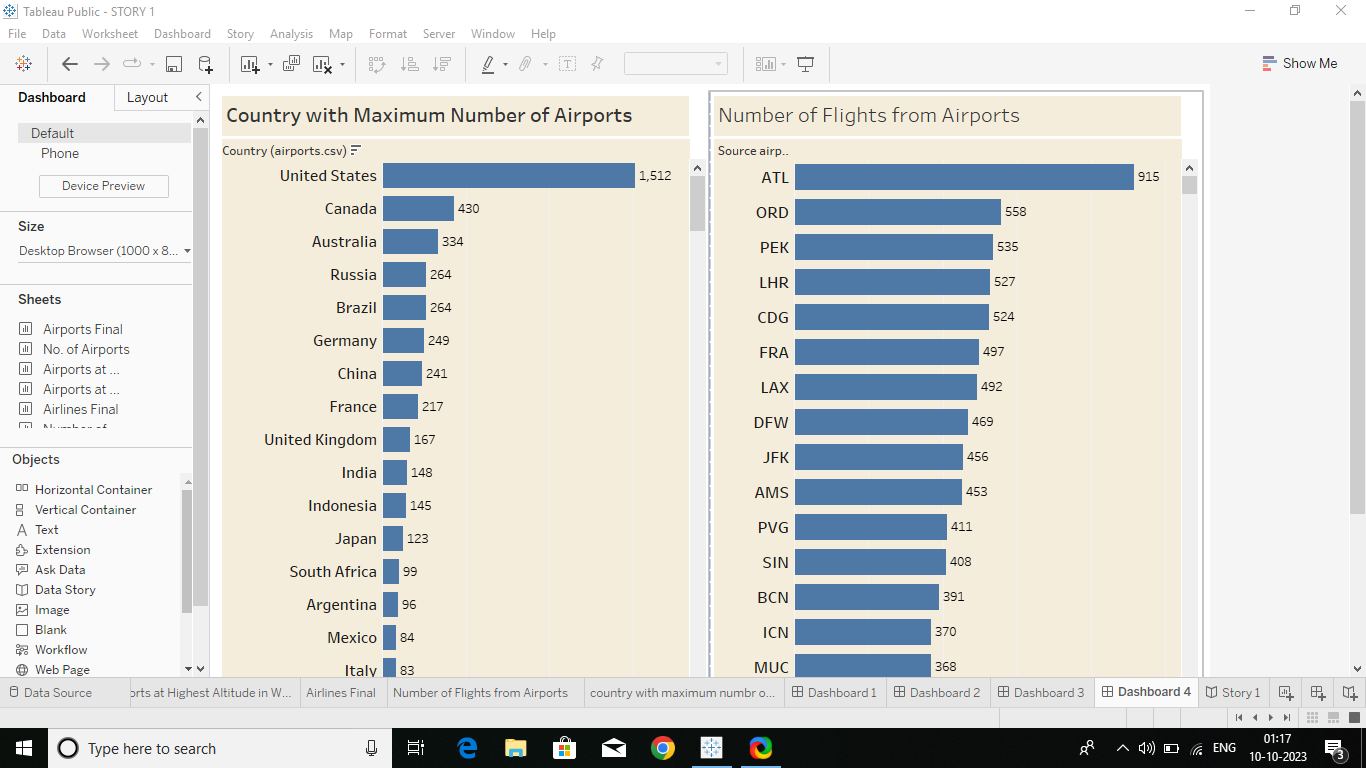 Tableau Public - STORY 1
File Data Worksheet Dashboard Story Analysis Map Format Server Window Help
Show Me
Dashboard Layout
Default
Phone
Device Preview
Size
Desktop Browser (1000 x 8...
Sheets
Airports Final
No. of Airports
Airports at ...
Airports at ...
Airlines Final
Number of
Objects
Horizontal Container
Vertical Container
Text
Extension
Ask Data
Data Story
Image
Blank
Workflow
Web Page
Country with Maximum Number of Airports
Country (airports.csv)
United States 1,512
Canada 430
Australia 334
Russia 264
Brazil 264
Germany 249
China 241
France 217
United Kingdom 167
India 148
Indonesia 145
Japan 123
South Africa 99
Argentina 96
Mexico 84
Italy 83
Number of Flights from Airports
Source airp..
ATL 915
ORD 558
PEK 535
LHR 527
CDG 524
FRA 497
LAX 492
DFW 469
JFK 456
AMS 453
PVG 411
SIN 408
BCN 391
ICN 370
MUC 368
Data Source orts at Highest Altitude in W... Airlines Final Number of Flights from Airports country with maximum numbr o... Dashboard 1 Dashboard 2 Dashboard 3 Dashboard 4 Story 1
Type here to search
ENG
01:17
10-10-2023
3